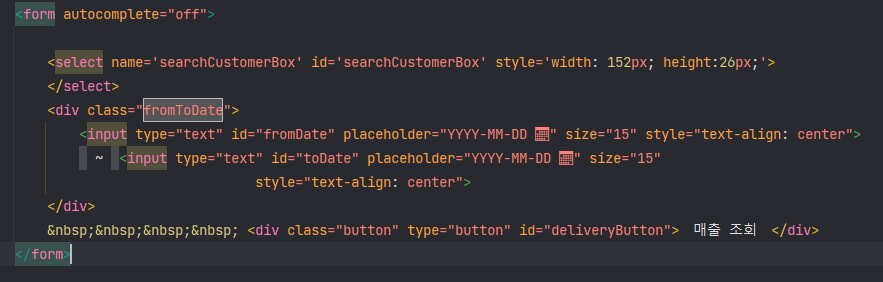 <form autocomplete="off">
<select name='searchCustomerBox' id='searchCustomerBox' style='width: 152px; height:26px;'>
</select>
<div class="fromToDate">
<input type="text" id="fromDate" placeholder="YYYY-MM-DD 📅" size="15" style="text-align: center">
~ <input type="text" id="toDate" placeholder="YYYY-MM-DD 📅" size="15"
style="text-align: center">
</div>
&nbsp;&nbsp;&nbsp;&nbsp; <div class="button" type="button" id="deliveryButton"> 매출 조회 </div>
</form>